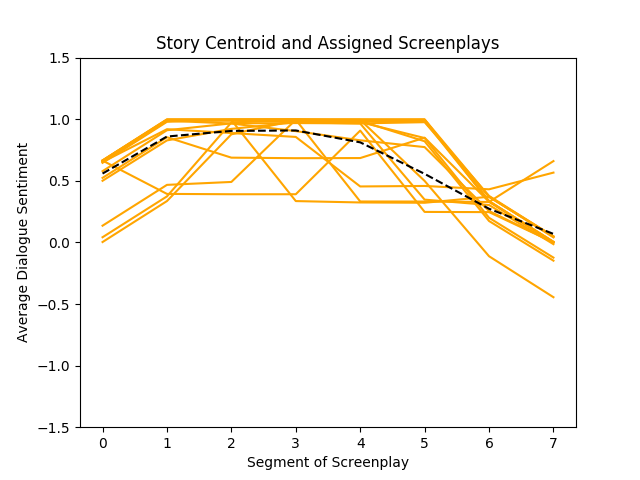 Story Centroid and Assigned Screenplays
1.5
1.0
0.5
0.0
−0.5
−1.0
−1.5
Average Dialogue Sentiment
0 1 2 3 4 5 6 7
Segment of Screenplay